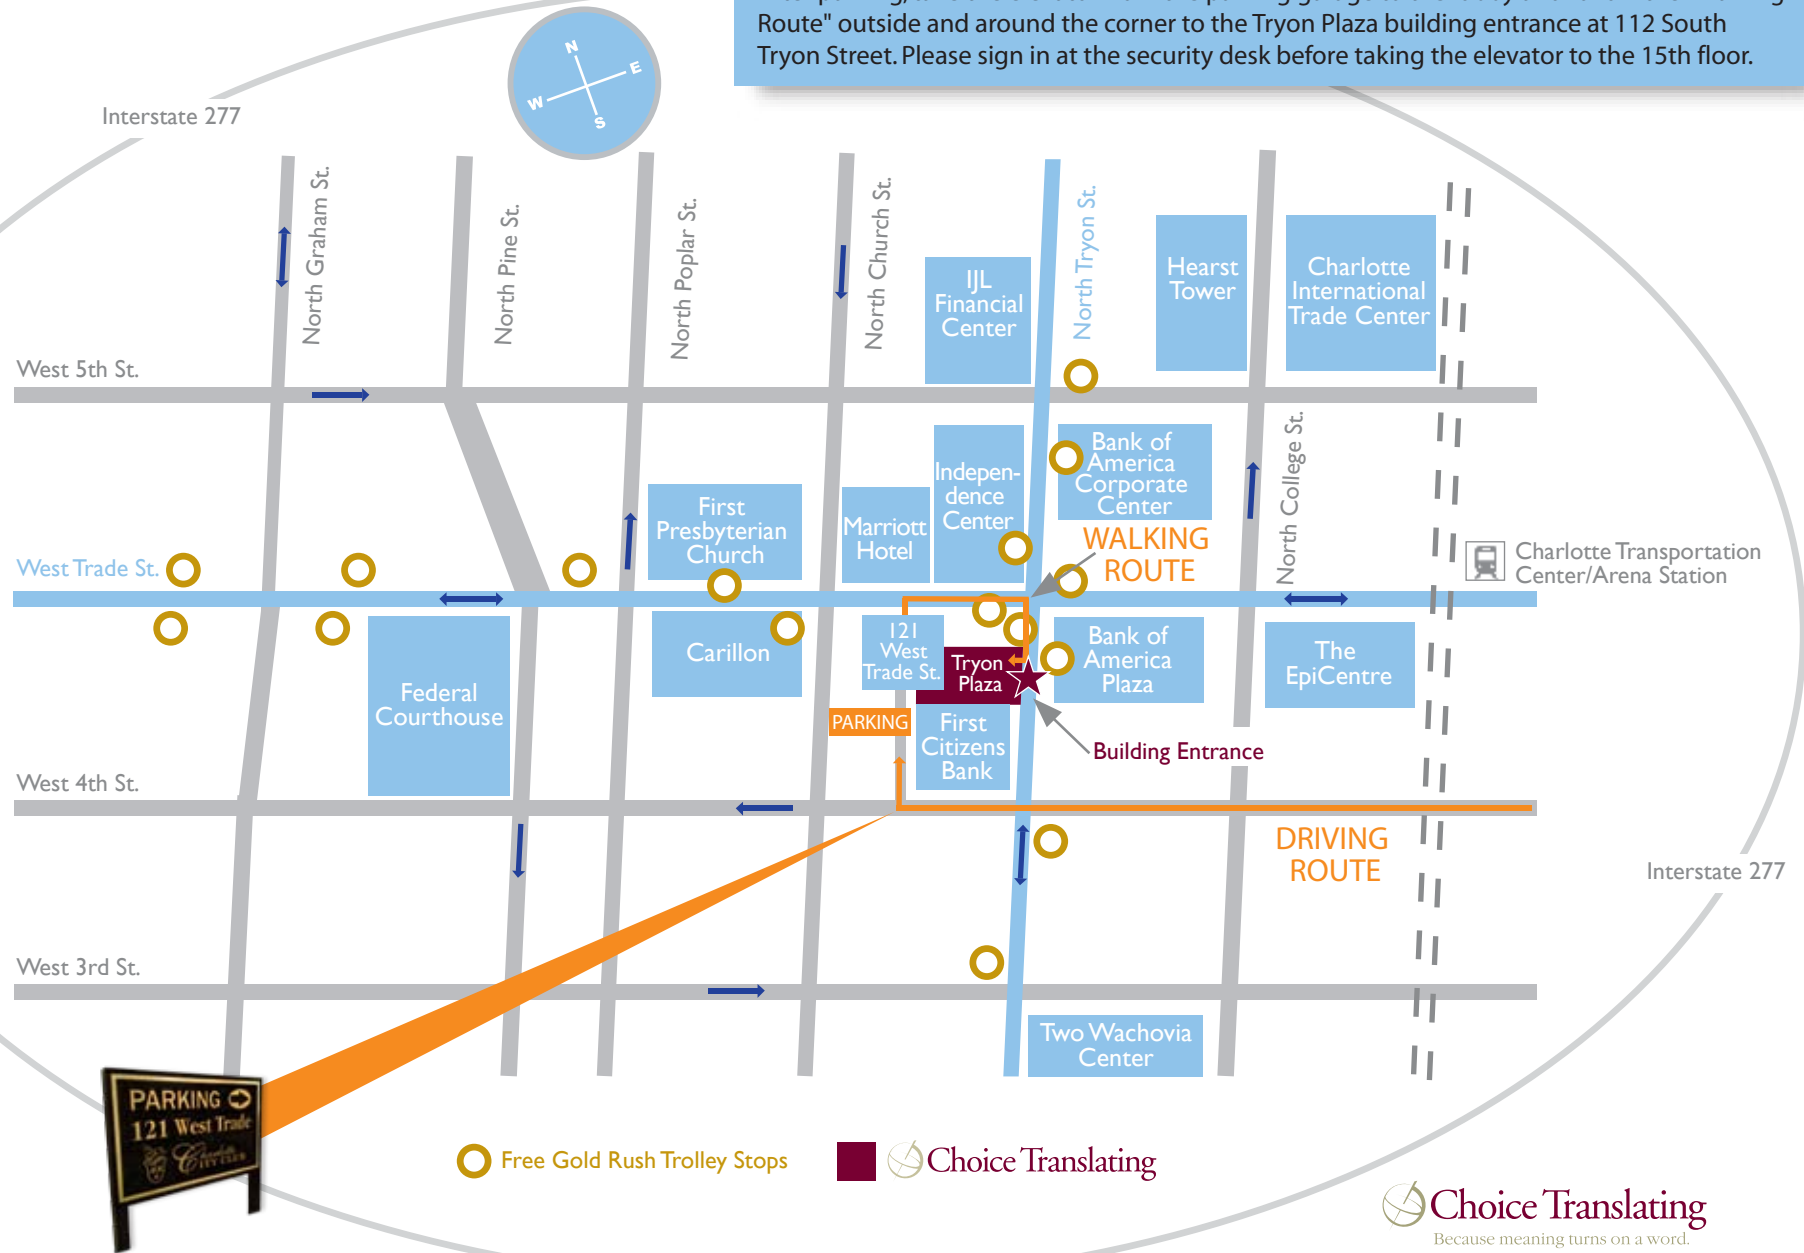 Route" outside and around the corner to the Tryon Plaza building entrance at 112 South
Tryon Street. Please sign in at the security desk before taking the elevator to the 15th floor.
N
E
W
S
Interstate 277
North Graham St.
North Pine St.
North Poplar St.
North Church St.
North Tryon St.
IJL
Financial
Center
Hearst
Tower
Charlotte
International
Trade Center
West 5th St.
North College St.
Indepen-
dence
Center
Bank of
America
Corporate
Center
First
Presbyterian
Church
Marriott
Hotel
WALKING
ROUTE
West Trade St.
Charlotte Transportation
Center/Arena Station
121
West
Trade St.
Carillon
Tryon
Plaza
Bank of
America
Plaza
The
EpiCentre
Federal
Courthouse
PARKING
First
Citizens
Bank
Building Entrance
West 4th St.
DRIVING
ROUTE
Interstate 277
West 3rd St.
Two Wachovia
Center
PARKING
121 West Trade
Free Gold Rush Trolley Stops
Choice Translating
Choice Translating
Because meaning turns on a word.